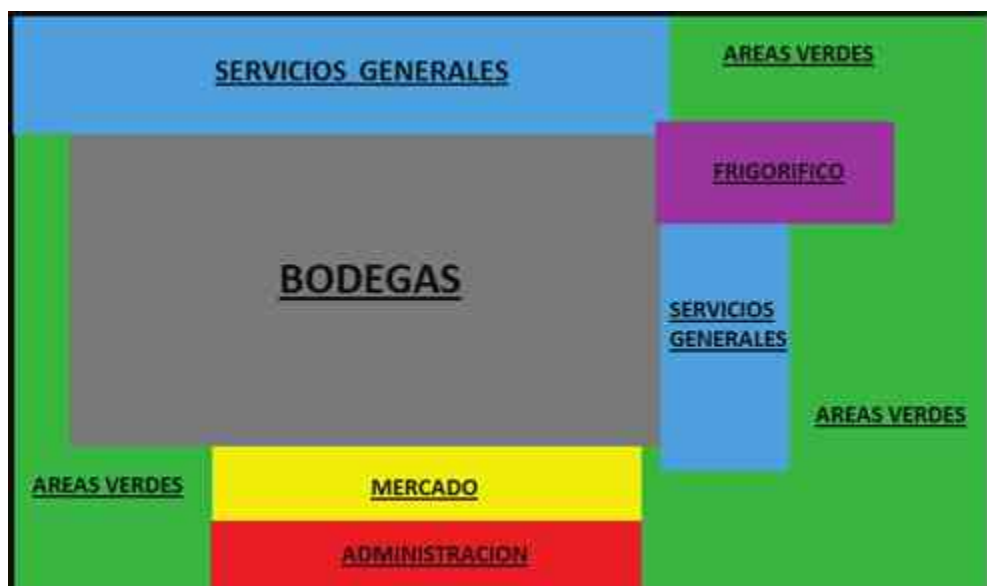 SERVICIOS GENERALES
AREAS VERDES
FRIGORIFICO
BODEGAS
SERVICIOS
GENERALES
AREAS VERDES
AREAS VERDES
MERCADO
ADMINISTRACION